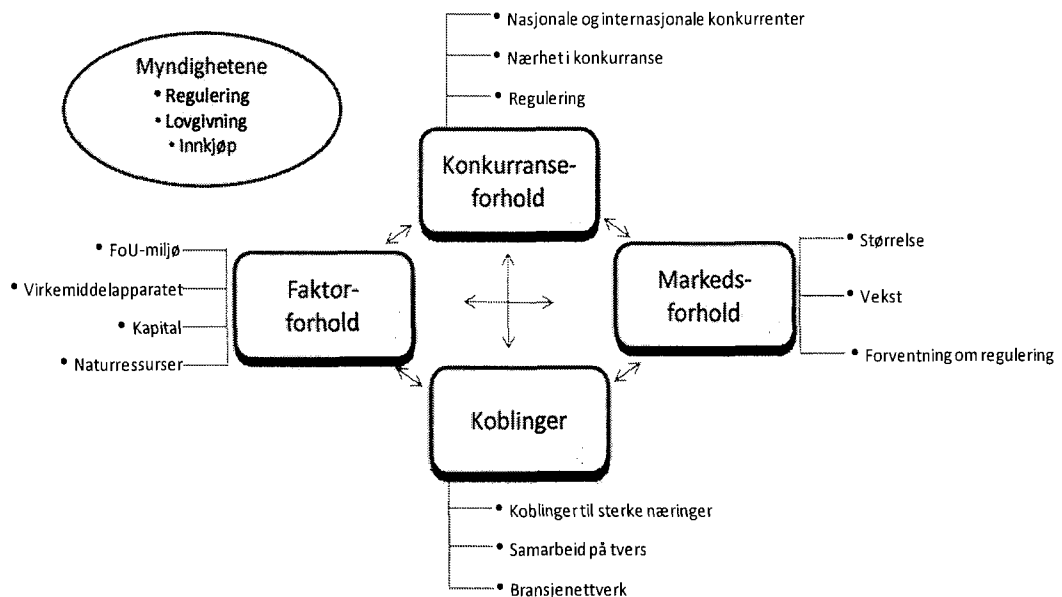 Myndighetene
• Regulering
• Lovgivning
• Innkjøp
• Nasjonale og internasjonale konkurrenter
• Nærhet i konkurranse
• Regulering
Konkurranse-
forhold
• FoU-miljø
• Virkemiddelapparatet
• Kapital
• Naturressurser
Faktor-
forhold
Markeds-
forhold
• Størrelse
• Vekst
• Forventning om regulering
Koblinger
• Koblinger til sterke næringer
• Samarbeid på tvers
• Bransjenettverk